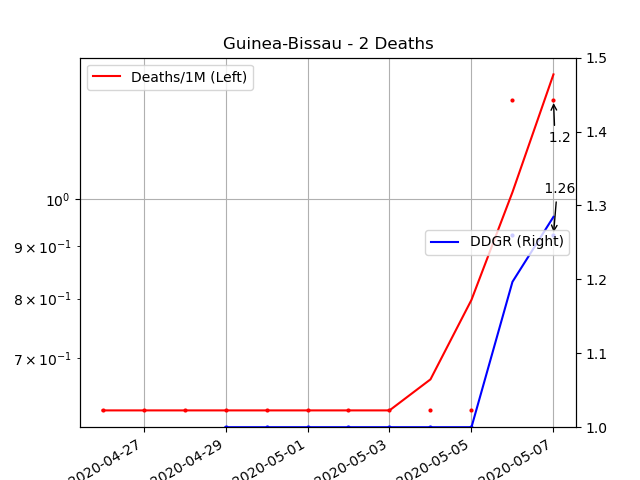 Guinea-Bissau - 2 Deaths
Deaths/1M (Left)
DDGR (Right)
1.2
1.26
10^0
9 × 10^-1
8 × 10^-1
7 × 10^-1
1.5
1.4
1.3
1.2
1.1
1.0
2020-04-27
2020-04-29
2020-05-01
2020-05-03
2020-05-05
2020-05-07